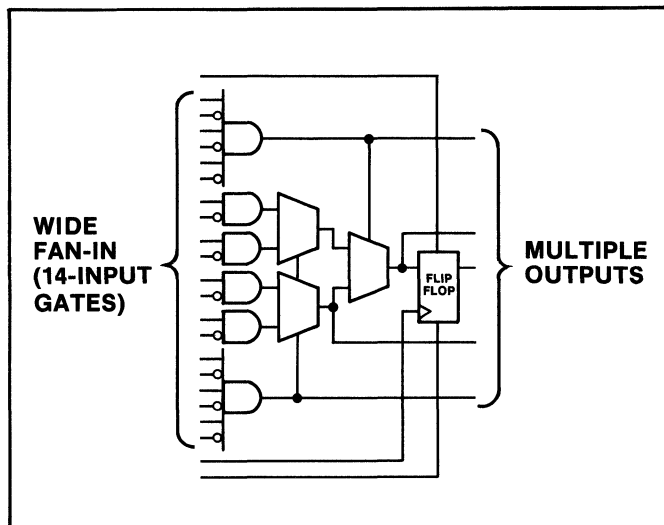 WIDE
FAN-IN
(14-INPUT
GATES)
FLIP
FLOP
MULTIPLE
OUTPUTS